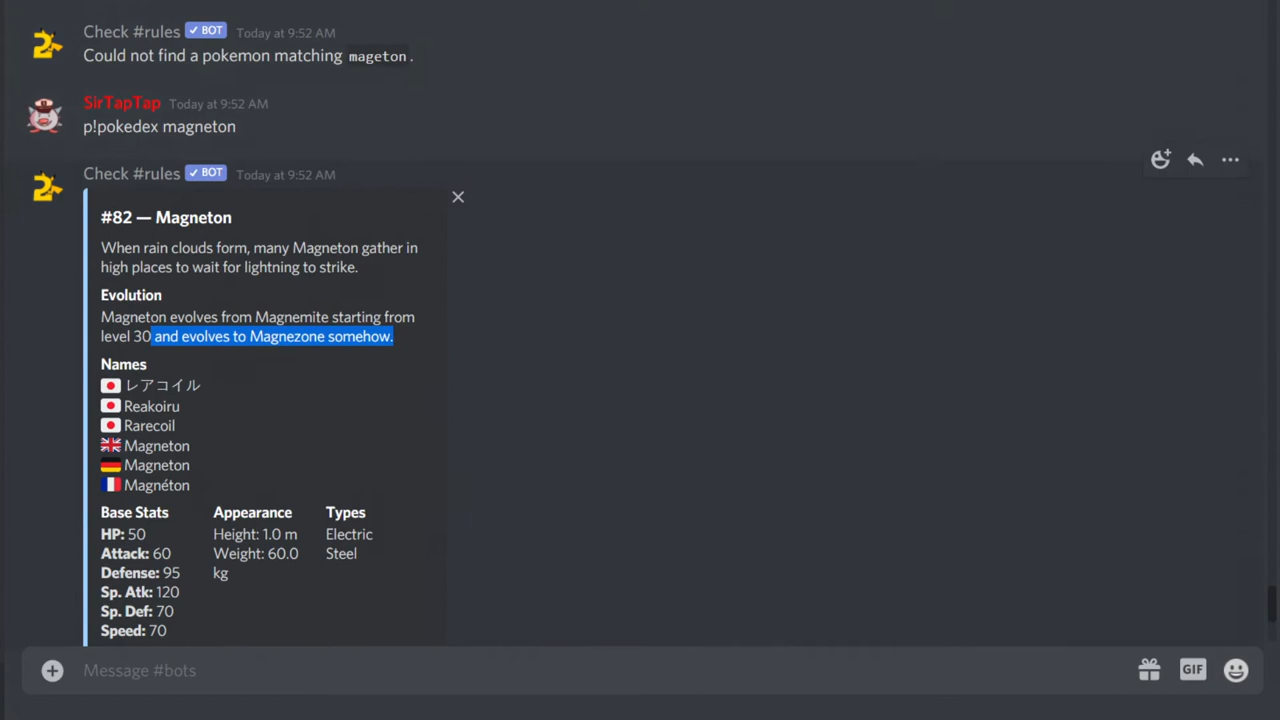 Check #rules ✓ BOT Today at 9:52 AM
Could not find a pokemon matching mageton.
SirTapTap Today at 9:52 AM
p!pokedex magneton
Check #rules ✓ BOT Today at 9:52 AM
#82 — Magneton
When rain clouds form, many Magneton gather in
high places to wait for lightning to strike.
Evolution
Magneton evolves from Magnemite starting from
level 30 and evolves to Magnezone somehow.
Names
レアコイル
Reakoiru
Rarecoil
Magneton
Magneton
Magnéton
Base Stats Appearance Types
HP: 50 Height: 1.0 m Electric
Attack: 60 Weight: 60.0 Steel
Defense: 95 kg
Sp. Atk: 120
Sp. Def: 70
Speed: 70
Message #bots GIF